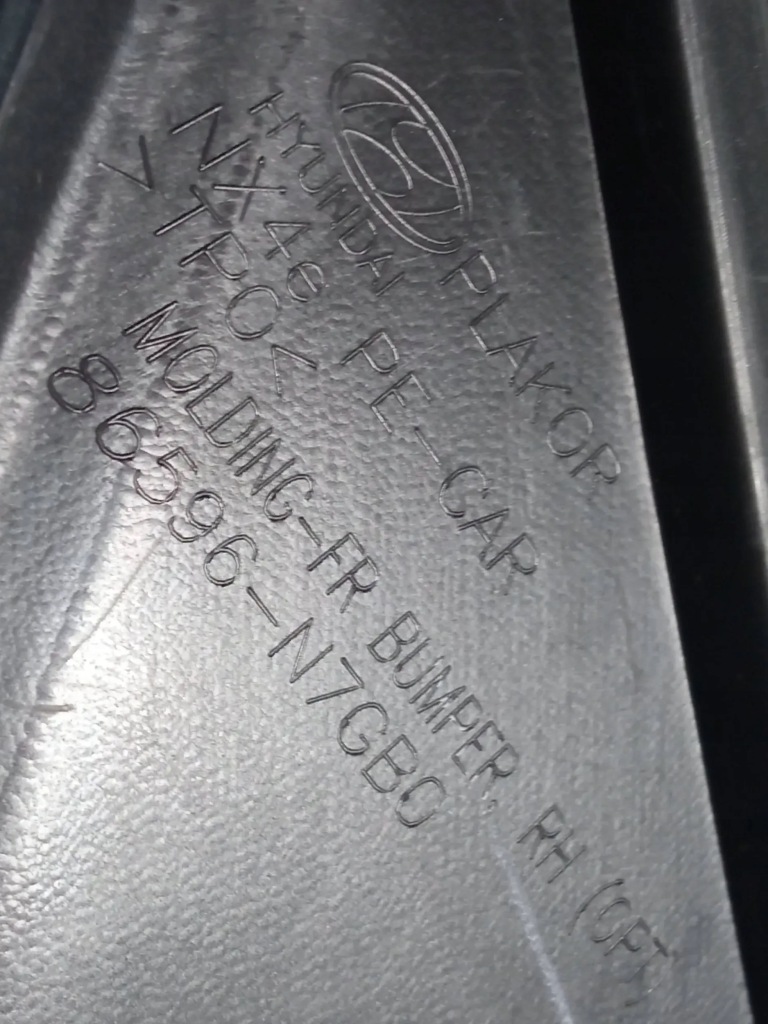 HYUNDAI PLAKOR
NX4e PE-CAR
>TPO<
MOLDING-FR BUMPER, RH (OPT
86596-N7GB0